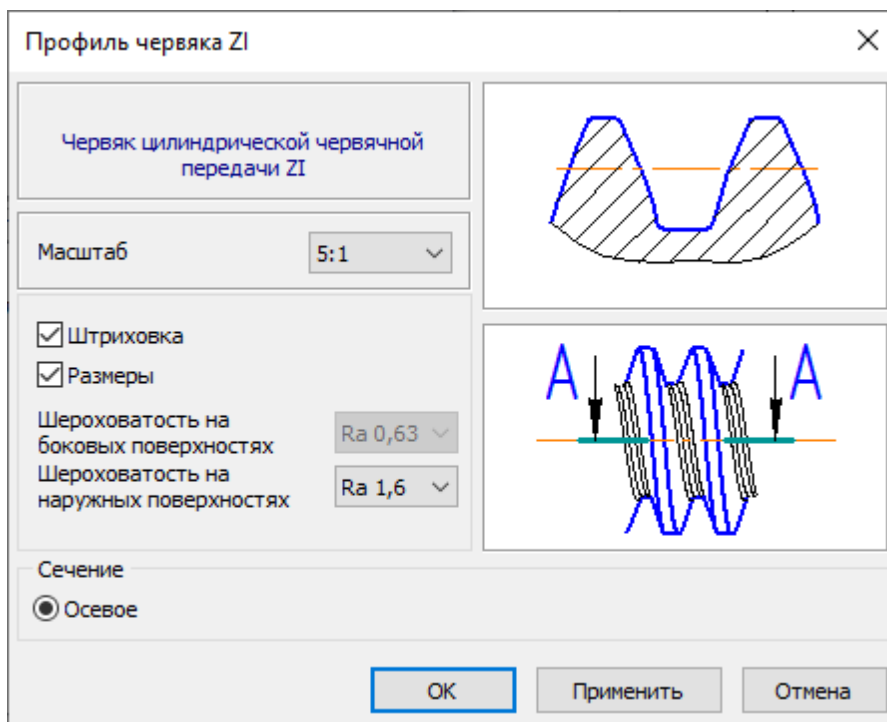 Профиль червяка ZI
Червяк цилиндрической червячной
передачи ZI
Масштаб
5:1
Штриховка
Размеры
Шероховатость на
боковых поверхностях
Ra 0,63
Шероховатость на
наружных поверхностях
Ra 1,6
A
A
Сечение
Осевое
OK
Применить
Отмена